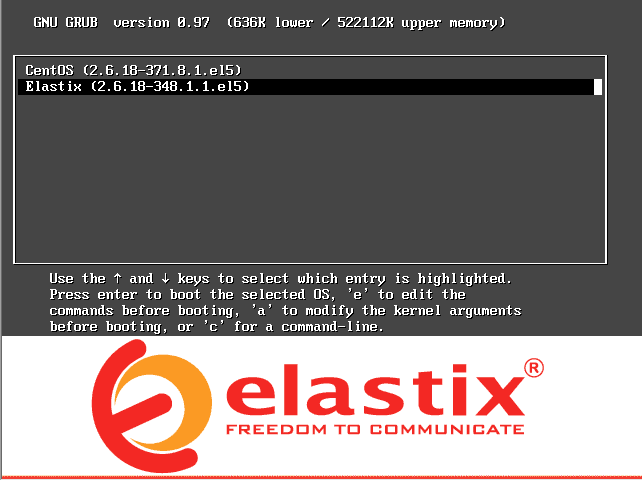 GNU GRUB  version 0.97  (636K lower / 522112K upper memory)
CentOS (2.6.18-371.8.1.el5)
Elastix (2.6.18-348.1.1.el5)
Use the ↑ and ↓ keys to select which entry is highlighted.
Press enter to boot the selected OS, 'e' to edit the
commands before booting, 'a' to modify the kernel arguments
before booting, or 'c' for a command-line.
elastix®
FREEDOM TO COMMUNICATE